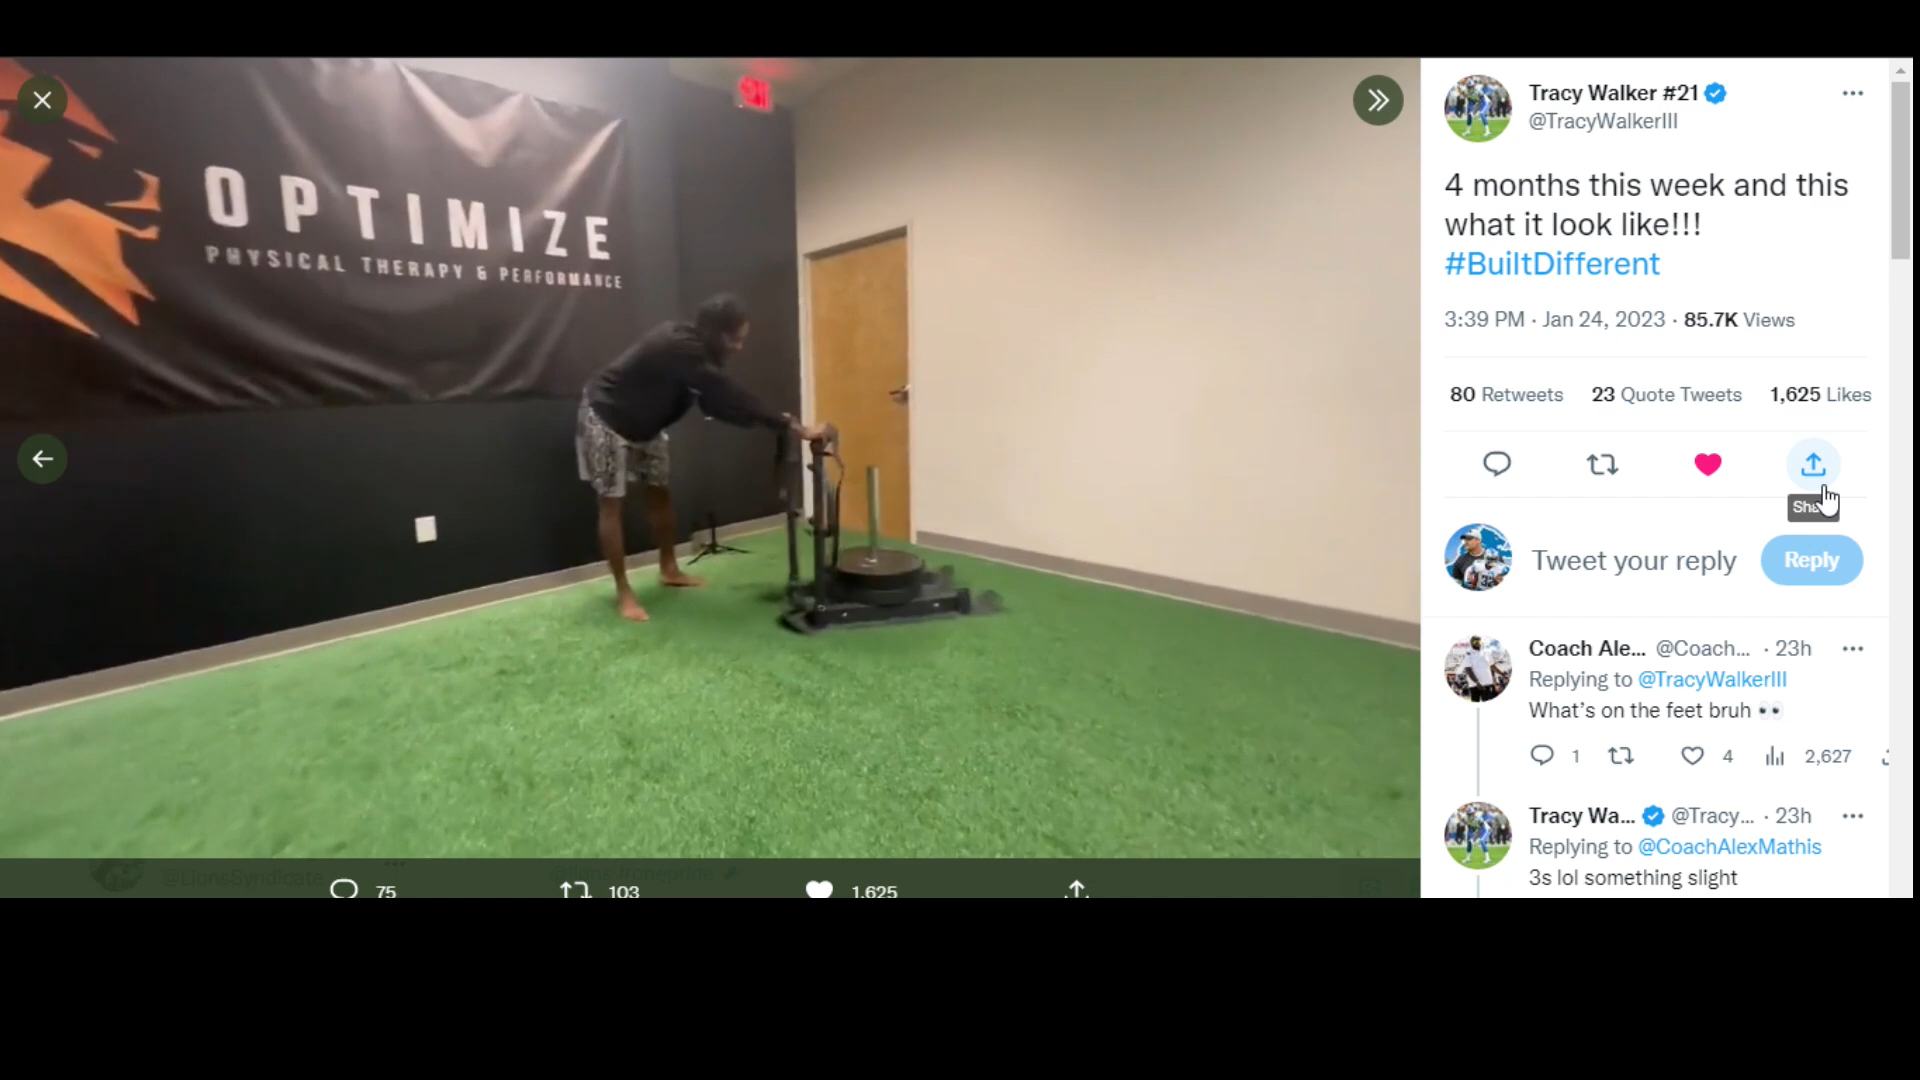 OPTIMIZE
PHYSICAL THERAPY & PERFORMANCE
Tracy Walker #21
@TracyWalkerIII
4 months this week and this
what it look like!!!
#BuiltDifferent
3:39 PM · Jan 24, 2023 · 85.7K Views
80 Retweets 23 Quote Tweets 1,625 Likes
Tweet your reply
Reply
Coach Ale... @Coach... · 23h
Replying to @TracyWalkerIII
What's on the feet bruh 👀
1 4 2,627
Tracy Wa... @Tracy... · 23h
Replying to @CoachAlexMathis
3s lol something slight
@LionsSyndicate
75 103 1,625